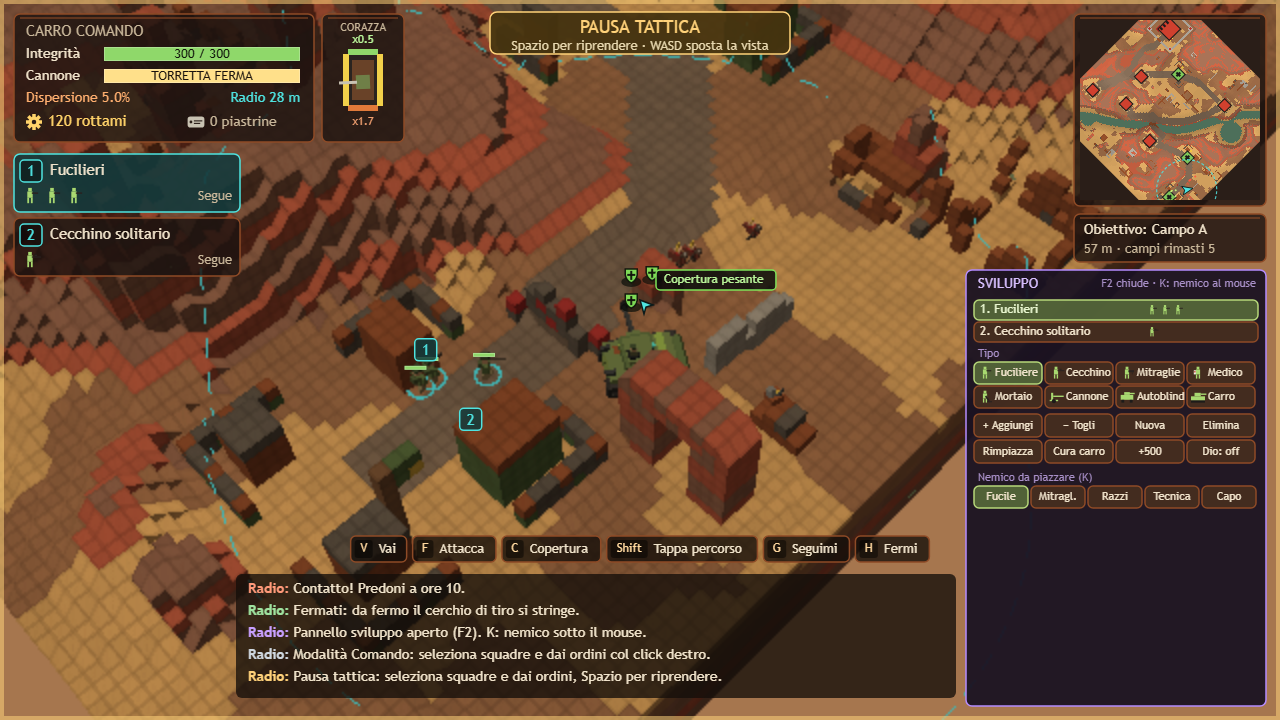 CARRO COMANDO
Integrità 300 / 300
Cannone TORRETTA FERMA
Dispersione 5.0% Radio 28 m
120 rottami 0 piastrine
CORAZZA
x0.5
x1.7
PAUSA TATTICA
Spazio per riprendere · WASD sposta la vista
1 Fucilieri
Segue
2 Cecchino solitario
Segue
Obiettivo: Campo A
57 m · campi rimasti 5
Copertura pesante
1
2
SVILUPPO F2 chiude · K: nemico al mouse
1. Fucilieri
2. Cecchino solitario
Tipo
Fuciliere Cecchino Mitraglie Medico
Mortaio Cannone Autoblind Carro
+ Aggiungi − Togli Nuova Elimina
Rimpiazza Cura carro +500 Dio: off
Nemico da piazzare (K)
Fucile Mitragl. Razzi Tecnica Capo
V Vai F Attacca C Copertura Shift Tappa percorso G Seguimi H Fermi
Radio: Contatto! Predoni a ore 10.
Radio: Fermati: da fermo il cerchio di tiro si stringe.
Radio: Pannello sviluppo aperto (F2). K: nemico sotto il mouse.
Radio: Modalità Comando: seleziona squadre e dai ordini col click destro.
Radio: Pausa tattica: seleziona squadre e dai ordini, Spazio per riprendere.